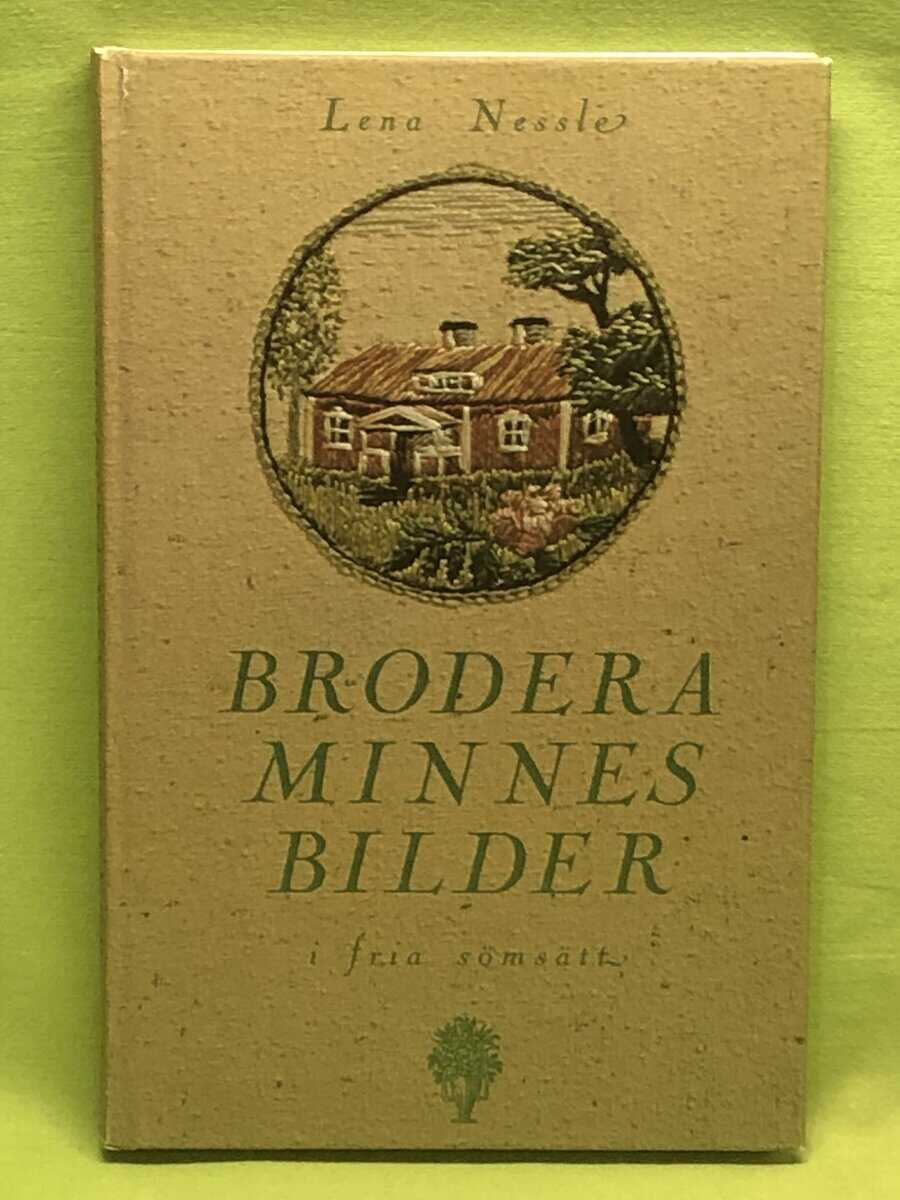 Lena Nessle
BRODERA
MINNES
BILDER
i fria sömsätt